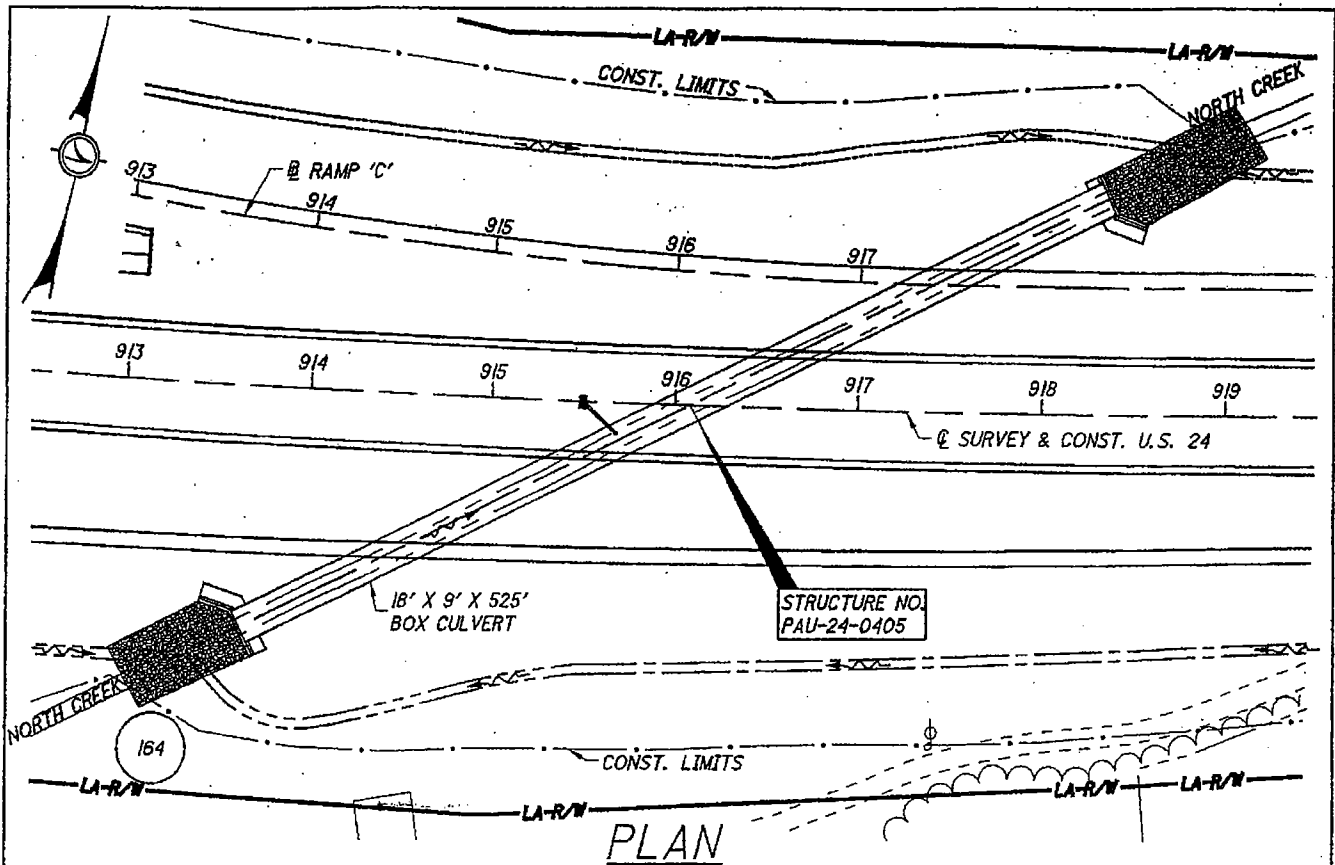 LA-R/W
LA-R/W
CONST. LIMITS
NORTH CREEK
913
℄ RAMP 'C'
914
915
916
917
913
914
915
916
917
918
919
℄ SURVEY & CONST. U.S. 24
18' X 9' X 525'
BOX CULVERT
STRUCTURE NO.
PAU-24-0405
NORTH CREEK
164
CONST. LIMITS
LA-R/W
LA-R/W
LA-R/W
LA-R/W
PLAN